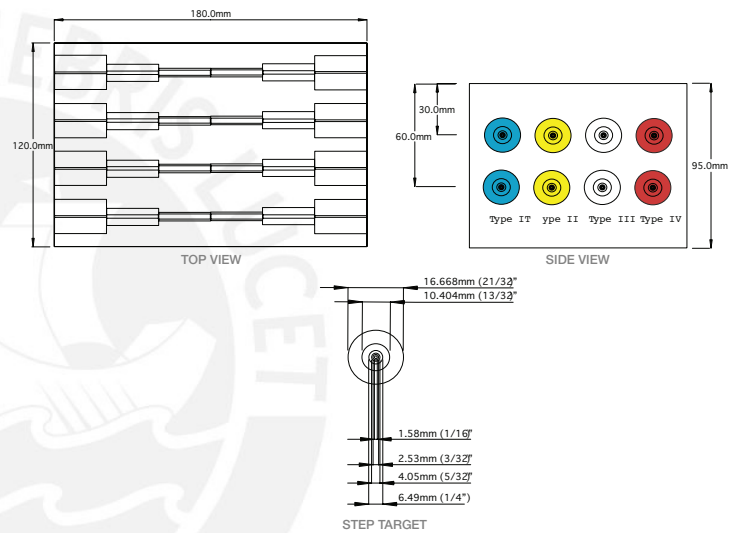 180.0mm
120.0mm
TOP VIEW
30.0mm
60.0mm
95.0mm
Type IT ype II Type III Type IV
SIDE VIEW
16.668mm (21/32)"
10.404mm (13/32)"
1.58mm (1/16)"
2.53mm (3/32)"
4.05mm (5/32)"
6.49mm (1/4")
STEP TARGET
EBRIS LUCET